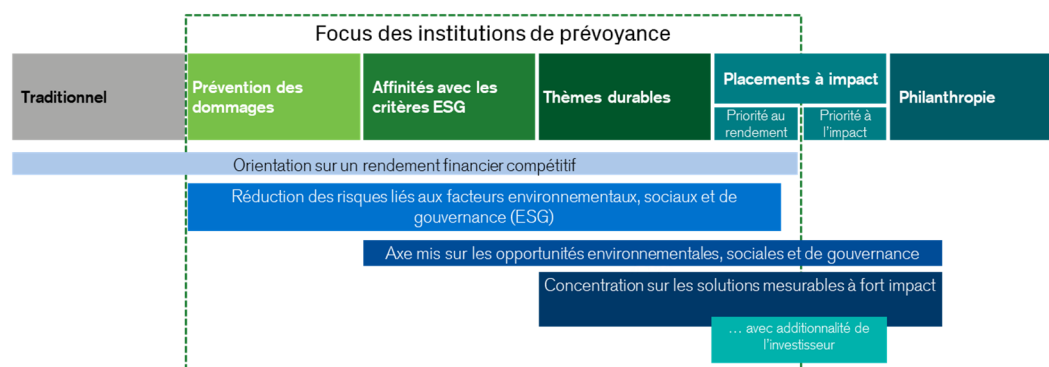 Focus des institutions de prévoyance
Traditionnel
Prévention des
dommages
Affinités avec les
critères ESG
Thèmes durables
Placements à impact
Priorité au
rendement
Priorité à
l'impact
Philanthropie
Orientation sur un rendement financier compétitif
Réduction des risques liés aux facteurs environnementaux, sociaux et de
gouvernance (ESG)
Axe mis sur les opportunités environnementales, sociales et de gouvernance
Concentration sur les solutions mesurables à fort impact
… avec additionnalité de
l'investisseur